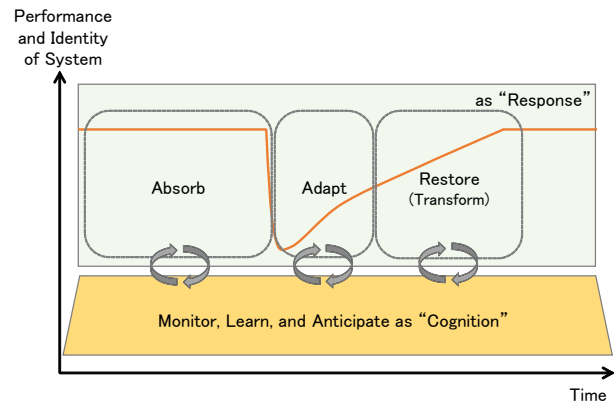 Performance
and Identity
of System
as “Response”
Absorb
Adapt
Restore
(Transform)
Monitor, Learn, and Anticipate as “Cognition”
Time